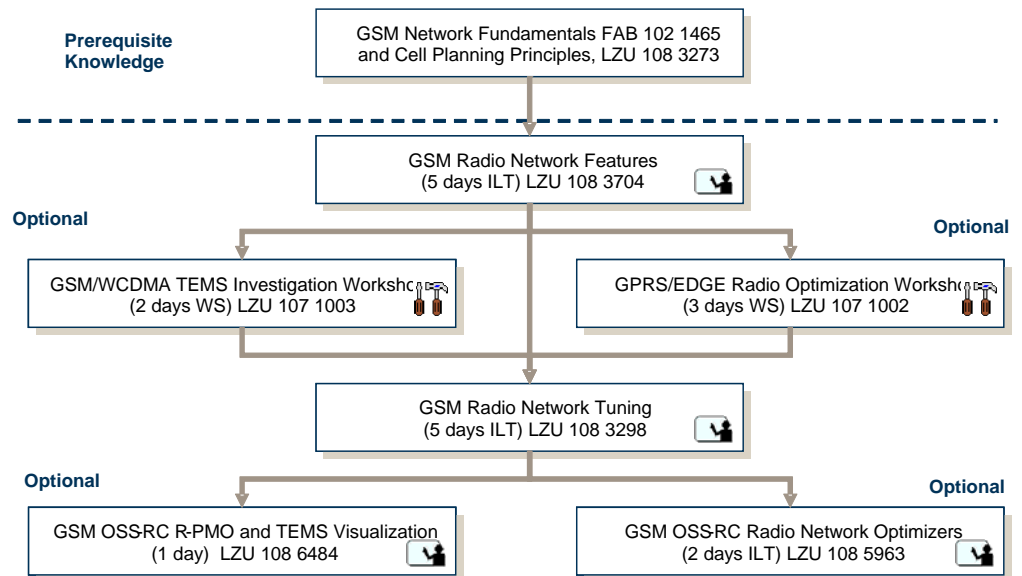 Prerequisite
Knowledge
GSM Network Fundamentals FAB 102 1465
and Cell Planning Principles, LZU 108 3273
GSM Radio Network Features
(5 days ILT) LZU 108 3704
Optional
Optional
GSM/WCDMA TEMS Investigation Worksho
(2 days WS) LZU 107 1003
GPRS/EDGE Radio Optimization Worksho
(3 days WS) LZU 107 1002
GSM Radio Network Tuning
(5 days ILT) LZU 108 3298
Optional
Optional
GSM OSS-RC R-PMO and TEMS Visualization
(1 day) LZU 108 6484
GSM OSS-RC Radio Network Optimizers
(2 days ILT) LZU 108 5963